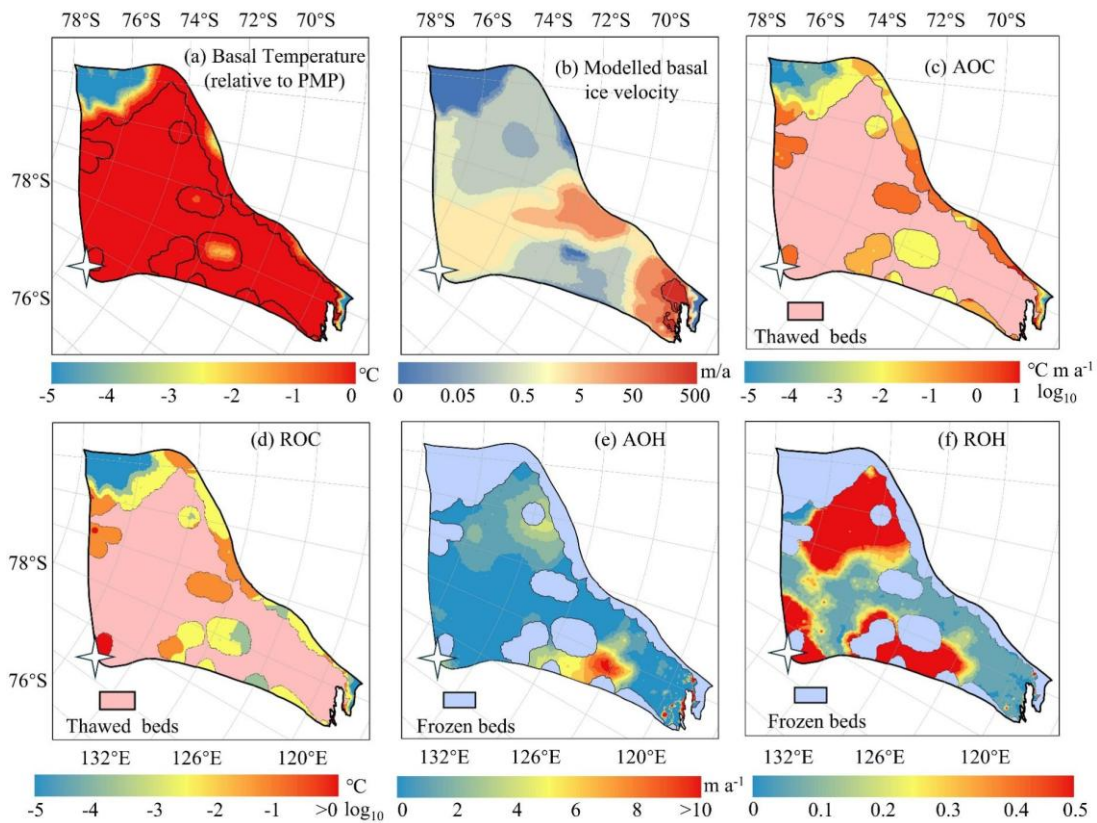 78°S 74°S 70°S 78°S 74°S 70°S 78°S 74°S 70°S
76°S 72°S 76°S 72°S 76°S 72°S
(a) Basal Temperature
(relative to PMP)
(b) Modelled basal
ice velocity
(c) AOC
78°S
76°S
Thawed beds
℃
-5 -4 -3 -2 -1 0
m/a
0 0.05 0.5 5 50 500
℃ m a⁻¹
-5 -4 -3 -2 -1 0 1 log₁₀
(d) ROC
(e) AOH
(f) ROH
78°S
76°S
Thawed beds
Frozen beds
Frozen beds
132°E 126°E 120°E 132°E 126°E 120°E 132°E 126°E 120°E
℃
-5 -4 -3 -2 -1 >0 log₁₀
m a⁻¹
0 2 4 6 8 >10
0 0.1 0.2 0.3 0.4 0.5